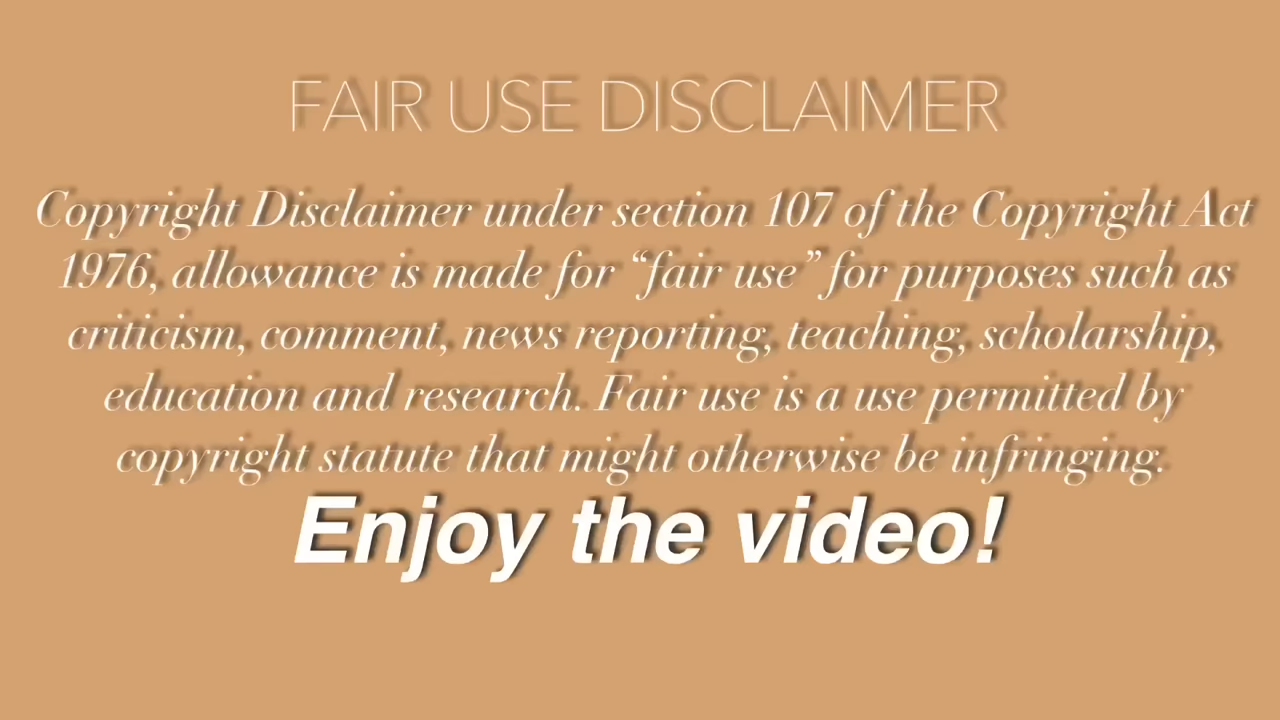 FAIR USE DISCLAIMER
Copyright Disclaimer under section 107 of the Copyright Act
1976, allowance is made for “fair use” for purposes such as
criticism, comment, news reporting, teaching, scholarship,
education and research. Fair use is a use permitted by
copyright statute that might otherwise be infringing.
Enjoy the video!